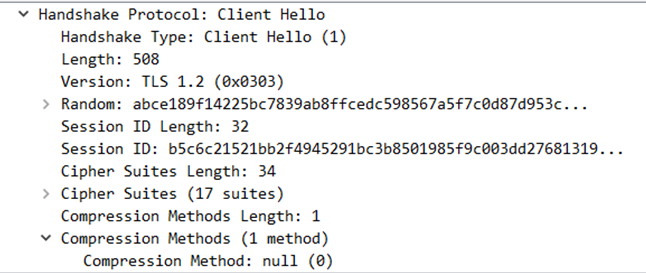 Handshake Protocol: Client Hello
Handshake Type: Client Hello (1)
Length: 508
Version: TLS 1.2 (0x0303)
Random: abce189f14225bc7839ab8ffcedc598567a5f7c0d87d953c...
Session ID Length: 32
Session ID: b5c6c21521bb2f4945291bc3b8501985f9c003dd27681319...
Cipher Suites Length: 34
Cipher Suites (17 suites)
Compression Methods Length: 1
Compression Methods (1 method)
Compression Method: null (0)